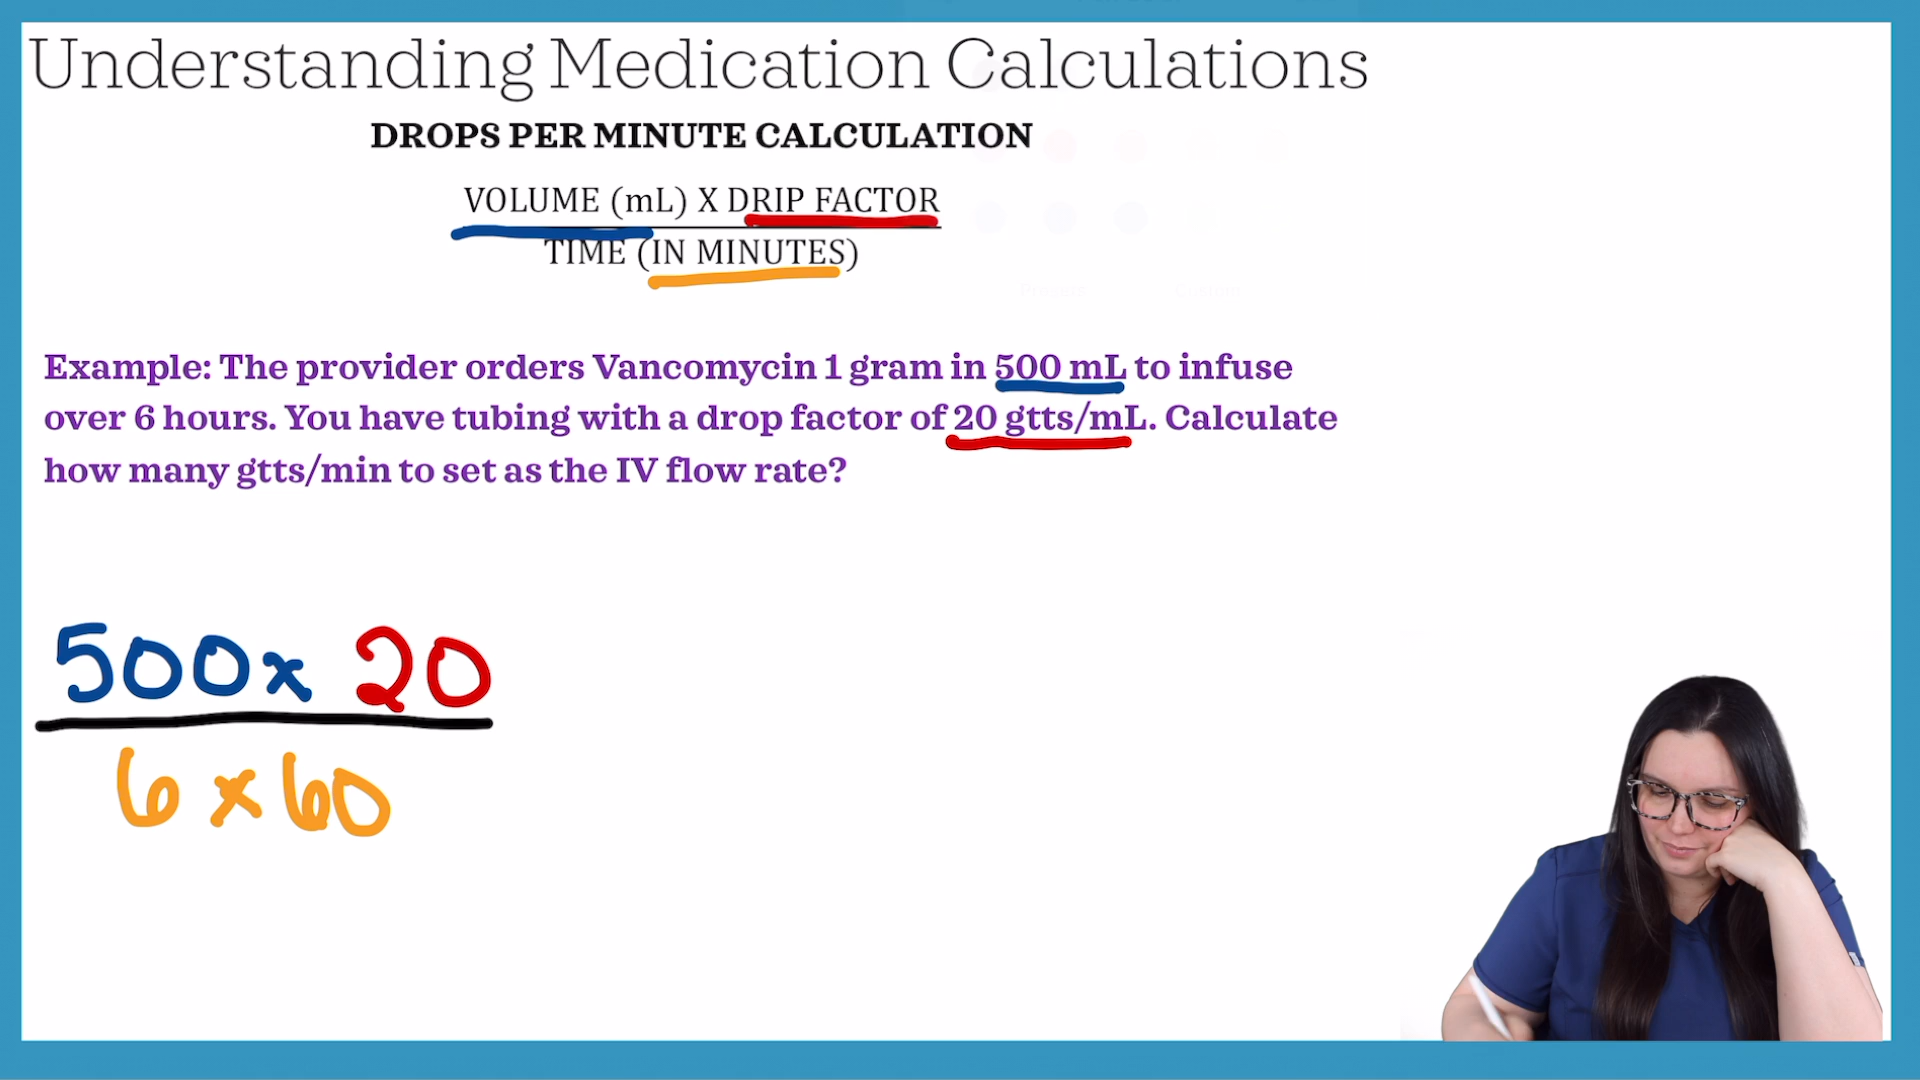 Understanding Medication Calculations
DROPS PER MINUTE CALCULATION
VOLUME (mL) X DRIP FACTOR
TIME (IN MINUTES)
Example: The provider orders Vancomycin 1 gram in 500 mL to infuse
over 6 hours. You have tubing with a drop factor of 20 gtts/mL. Calculate
how many gtts/min to set as the IV flow rate?
500 x 20
6 x 60